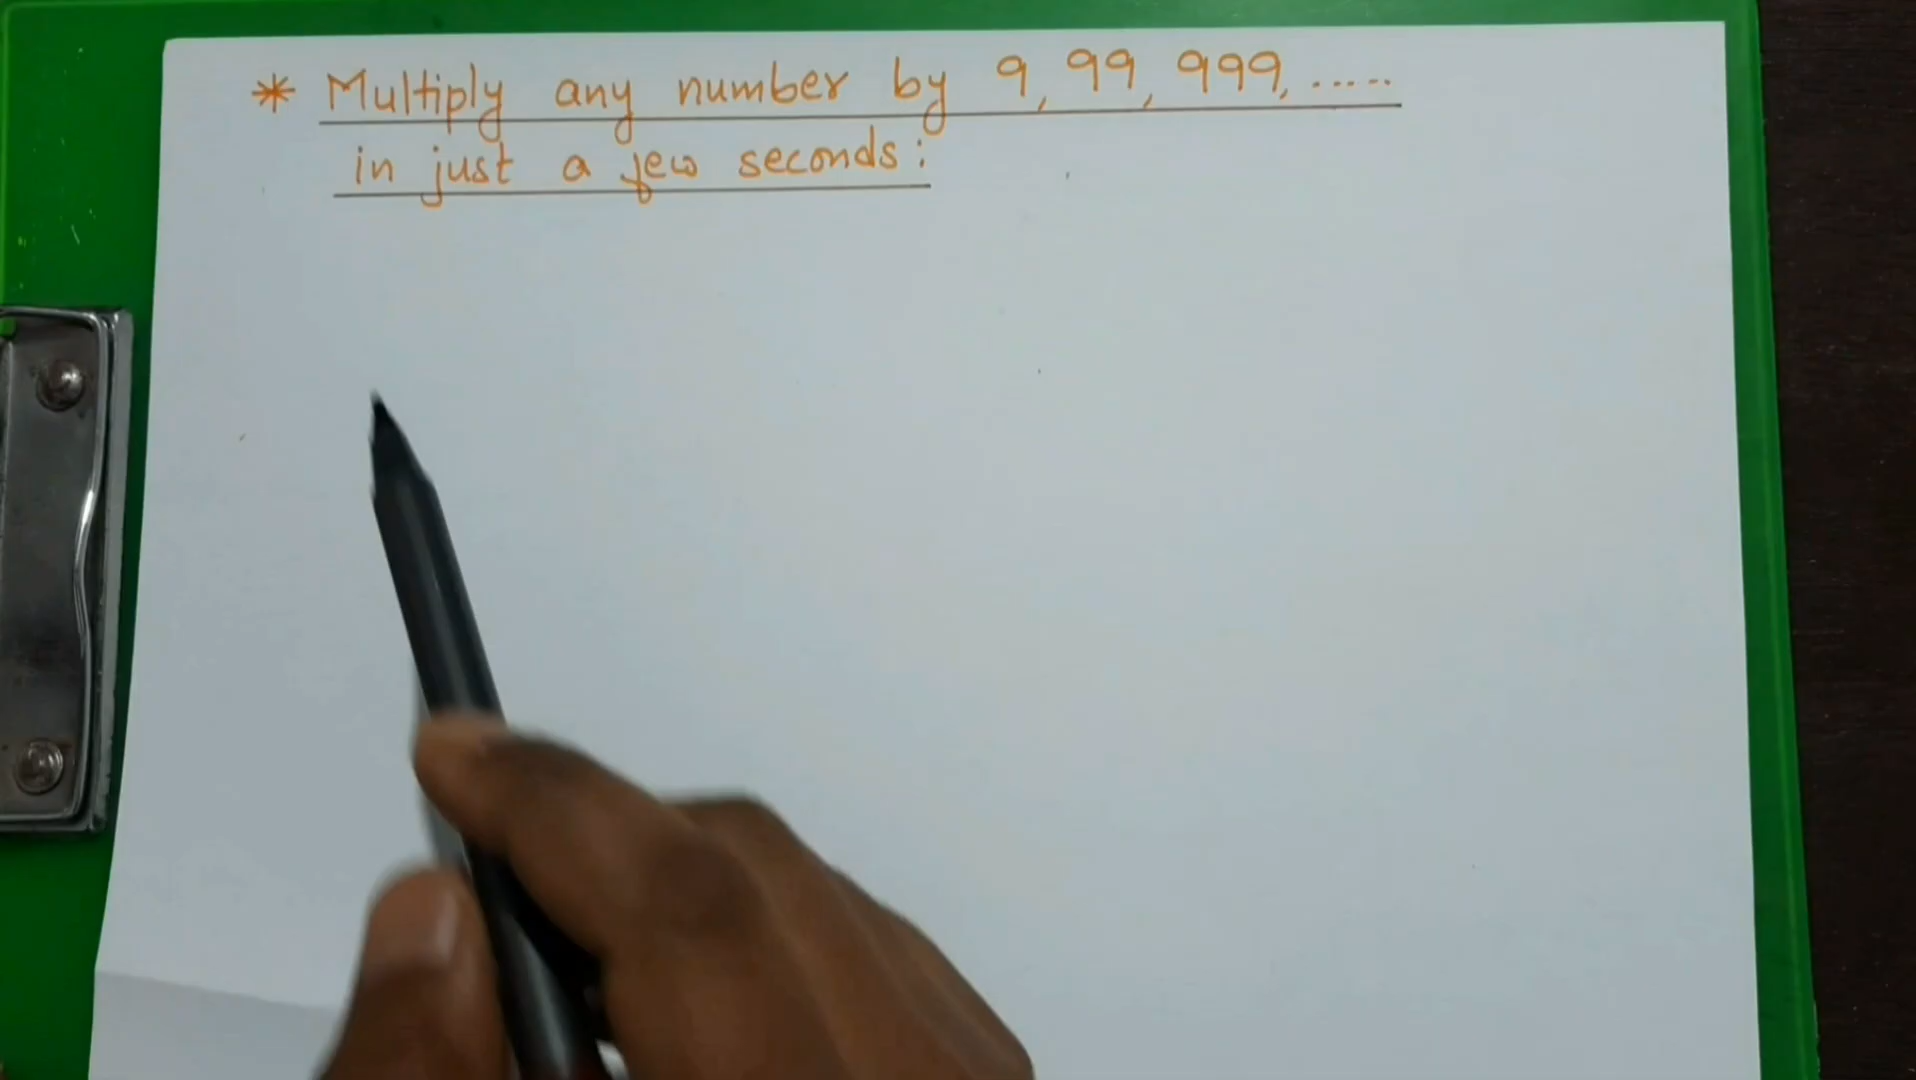 * Multiply any number by 9, 99, 999, .....
in just a few seconds: